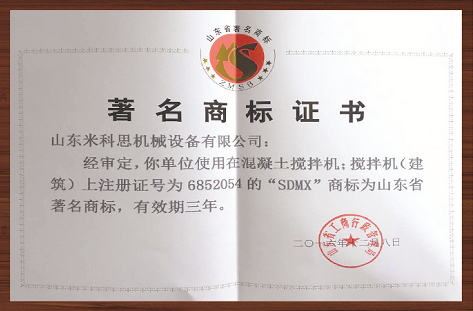 山东省著名商标
ZMSB
著名商标证书
山东米科思机械设备有限公司：
经审定，你单位使用在混凝土搅拌机；搅拌机（建
筑）上注册证号为 6852054 的“SDMX”商标为山东省
著名商标，有效期三年。
山东省工商行政管理局
二〇一六年十二月八日